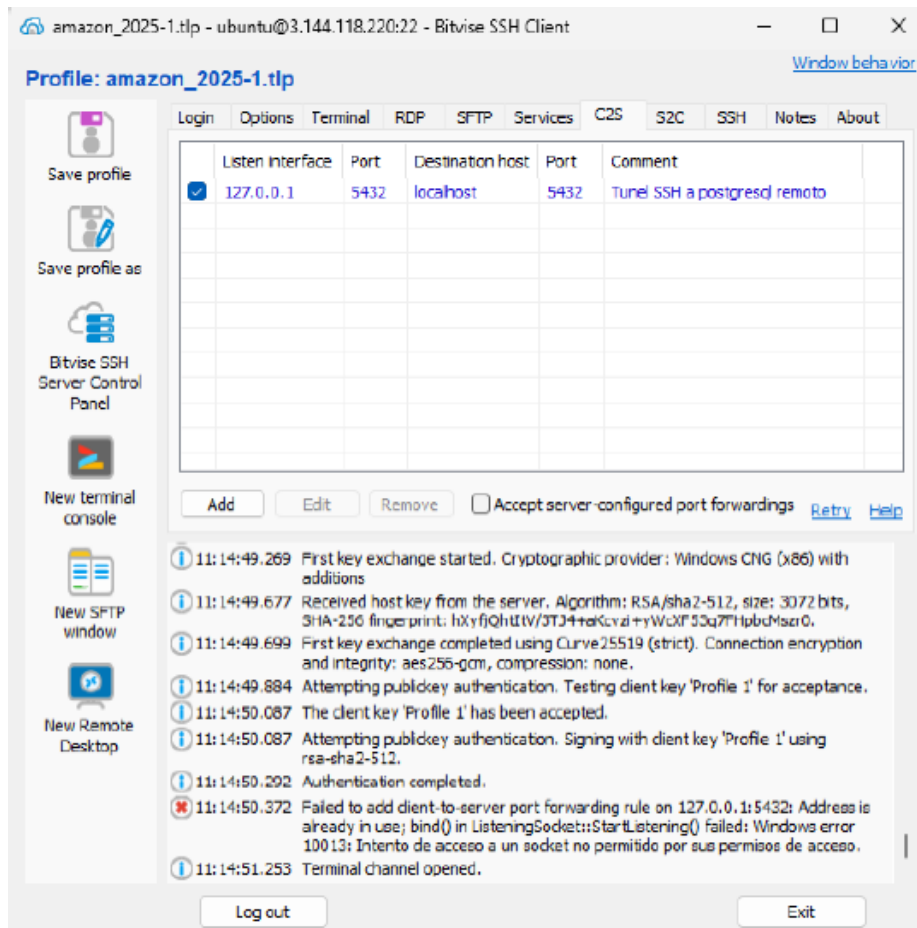 amazon_2025-1.tlp - ubuntu@3.144.118.220:22 - Bitvise SSH Client
Window behavior
Profile: amazon_2025-1.tlp
Login Options Terminal RDP SFTP Services C2S S2C SSH Notes About
Save profile
Save profile as
Bitvise SSH
Server Control
Panel
New terminal
console
New SFTP
window
New Remote
Desktop
Listen interface Port Destination host Port Comment
127.0.0.1 5432 localhost 5432 Tunel SSH a postgresql remoto
Add Edit Remove Accept server-configured port forwardings Retry Help
11:14:49.269 First key exchange started. Cryptographic provider: Windows CNG (x86) with
additions
11:14:49.677 Received host key from the server. Algorithm: RSA/sha2-512, size: 3072 bits,
SHA-256 fingerprint:
11:14:49.699 First key exchange completed using Curve25519 (strict). Connection encryption
and integrity: aes256-gcm, compression: none.
11:14:49.884 Attempting publickey authentication. Testing client key 'Profile 1' for acceptance.
11:14:50.087 The client key 'Profile 1' has been accepted.
11:14:50.087 Attempting publickey authentication. Signing with client key 'Profile 1' using
rsa-sha2-512.
11:14:50.292 Authentication completed.
11:14:50.372 Failed to add client-to-server port forwarding rule on 127.0.0.1:5432: Address is
already in use; bind() in ListeningSocket::StartListening() failed: Windows error
10013: Intento de acceso a un socket no permitido por sus permisos de acceso.
11:14:51.253 Terminal channel opened.
Log out Exit